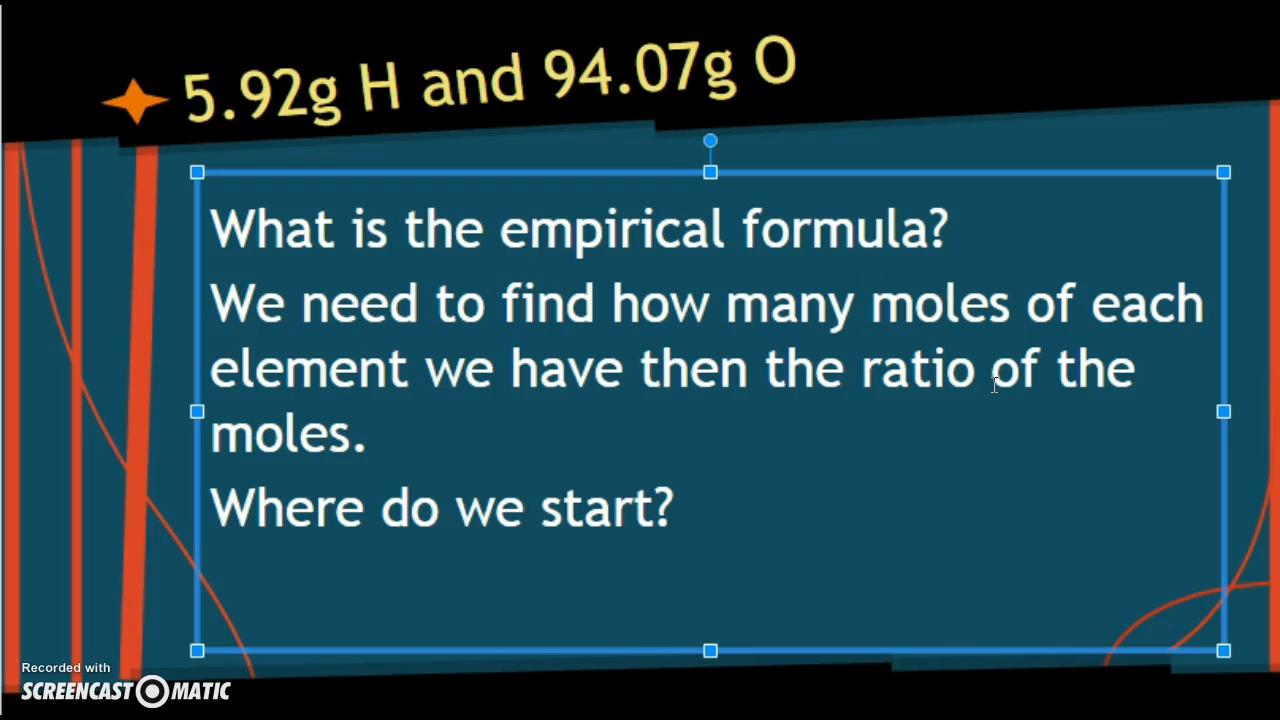 5.92g H and 94.07g O
What is the empirical formula?
We need to find how many moles of each
element we have then the ratio of the
moles.
Where do we start?
Recorded with
SCREENCAST MATIC